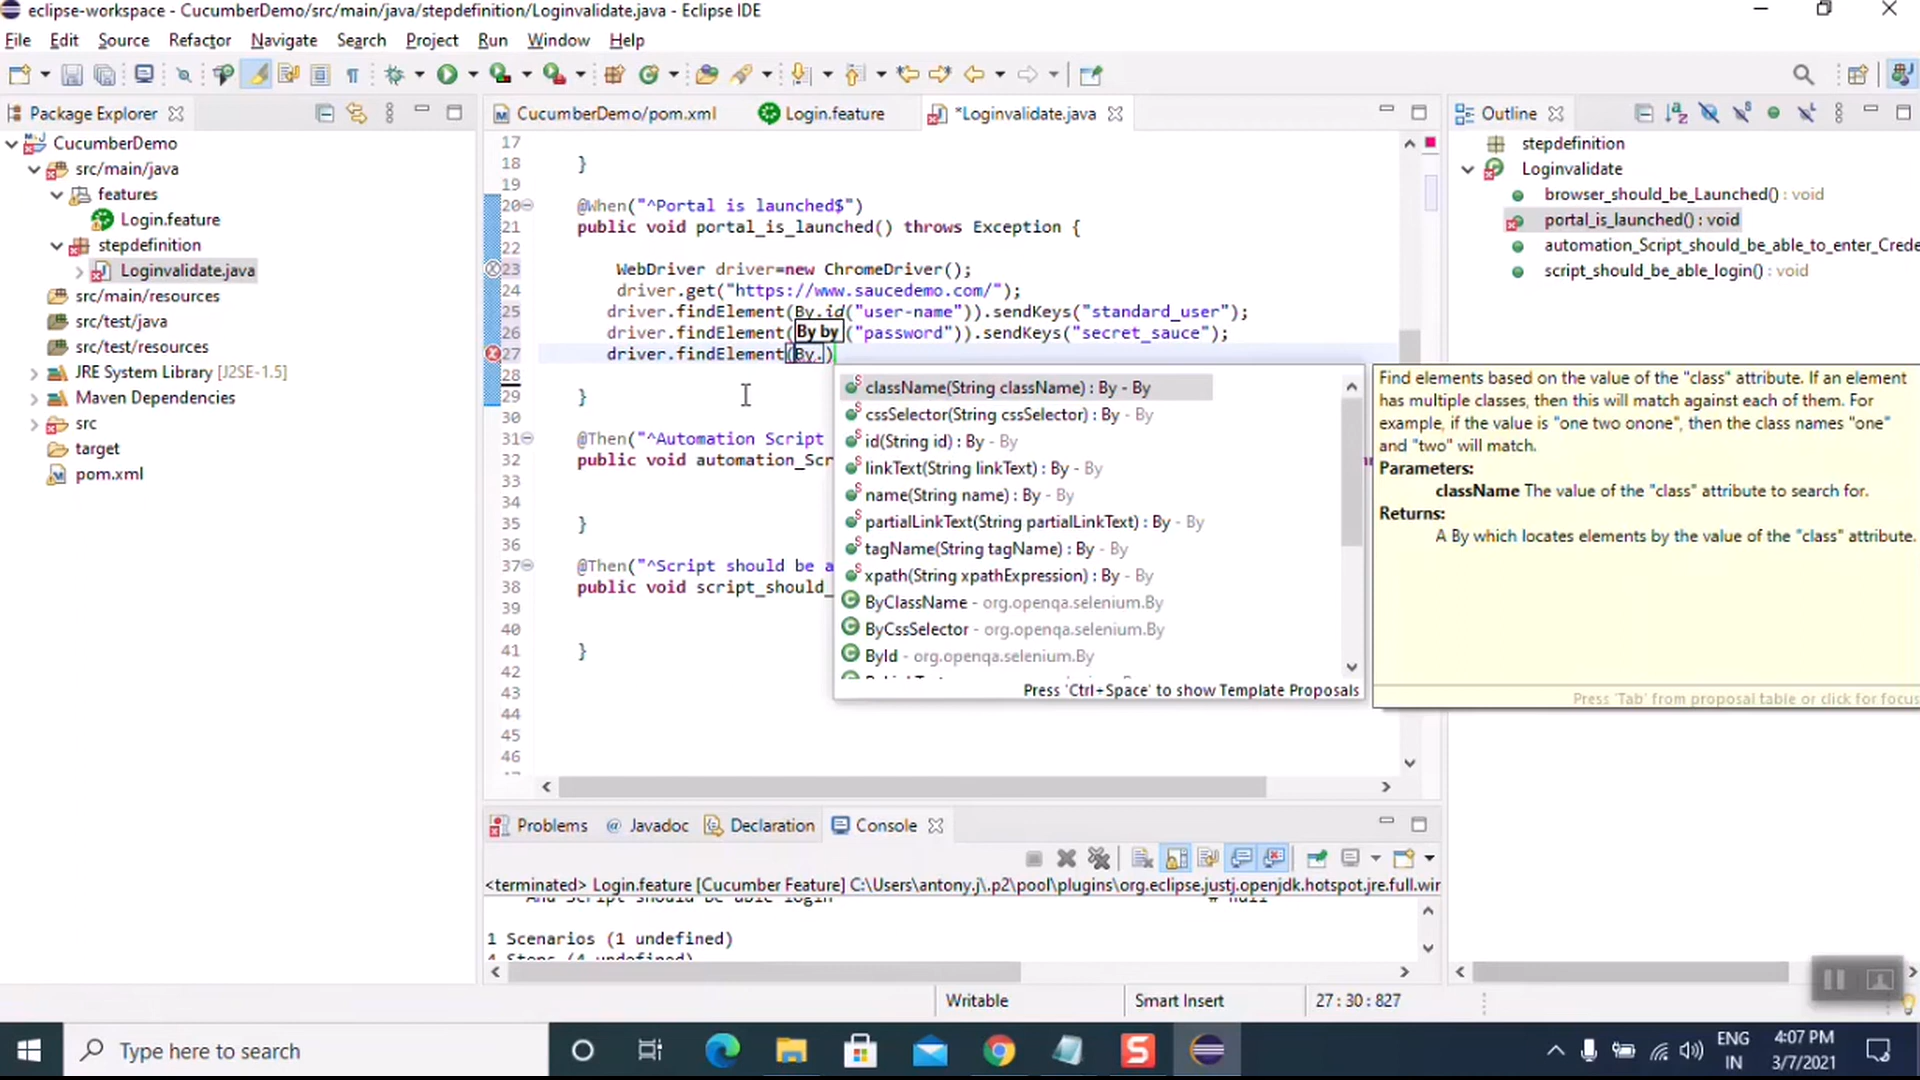 eclipse-workspace - CucumberDemo/src/main/java/stepdefinition/Loginvalidate.java - Eclipse IDE
File Edit Source Refactor Navigate Search Project Run Window Help
Package Explorer
CucumberDemo
src/main/java
features
Login.feature
stepdefinition
Loginvalidate.java
src/main/resources
src/test/java
src/test/resources
JRE System Library [J2SE-1.5]
Maven Dependencies
src
target
pom.xml
CucumberDemo/pom.xml Login.feature *Loginvalidate.java
17
18 }
19
20 @When("^Portal is launched$")
21 public void portal_is_launched() throws Exception {
22
23 WebDriver driver=new ChromeDriver();
24 driver.get("https://www.saucedemo.com/");
25 driver.findElement(By.id("user-name")).sendKeys("standard_user");
26 driver.findElement( By by ("password")).sendKeys("secret_sauce");
27 driver.findElement(By.)
28
29 }
30
31 @Then("^Automation Script
32 public void automation_Scr
33
34
35 }
36
37 @Then("^Script should be a
38 public void script_should_
39
40
41 }
42
43
44
45
46
className(String className) : By - By
cssSelector(String cssSelector) : By - By
id(String id) : By - By
linkText(String linkText) : By - By
name(String name) : By - By
partialLinkText(String partialLinkText) : By - By
tagName(String tagName) : By - By
xpath(String xpathExpression) : By - By
ByClassName - org.openqa.selenium.By
ByCssSelector - org.openqa.selenium.By
ById - org.openqa.selenium.By
Press 'Ctrl+Space' to show Template Proposals
Find elements based on the value of the "class" attribute. If an element
has multiple classes, then this will match against each of them. For
example, if the value is "one two onone", then the class names "one"
and "two" will match.
Parameters:
className The value of the "class" attribute to search for.
Returns:
A By which locates elements by the value of the "class" attribute.
Press 'Tab' from proposal table or click for focus
Outline
stepdefinition
Loginvalidate
browser_should_be_Launched() : void
portal_is_launched() : void
automation_Script_should_be_able_to_enter_Crede
script_should_be_able_login() : void
Problems @ Javadoc Declaration Console
<terminated> Login.feature [Cucumber Feature] C:\Users\antony.j\.p2\pool\plugins\org.eclipse.justj.openjdk.hotspot.jre.full.wir
And Script should be able login # null
1 Scenarios (1 undefined)
4 Steps (4 undefined)
Writable Smart Insert 27 : 30 : 827
Type here to search
ENG
IN
4:07 PM
3/7/2021